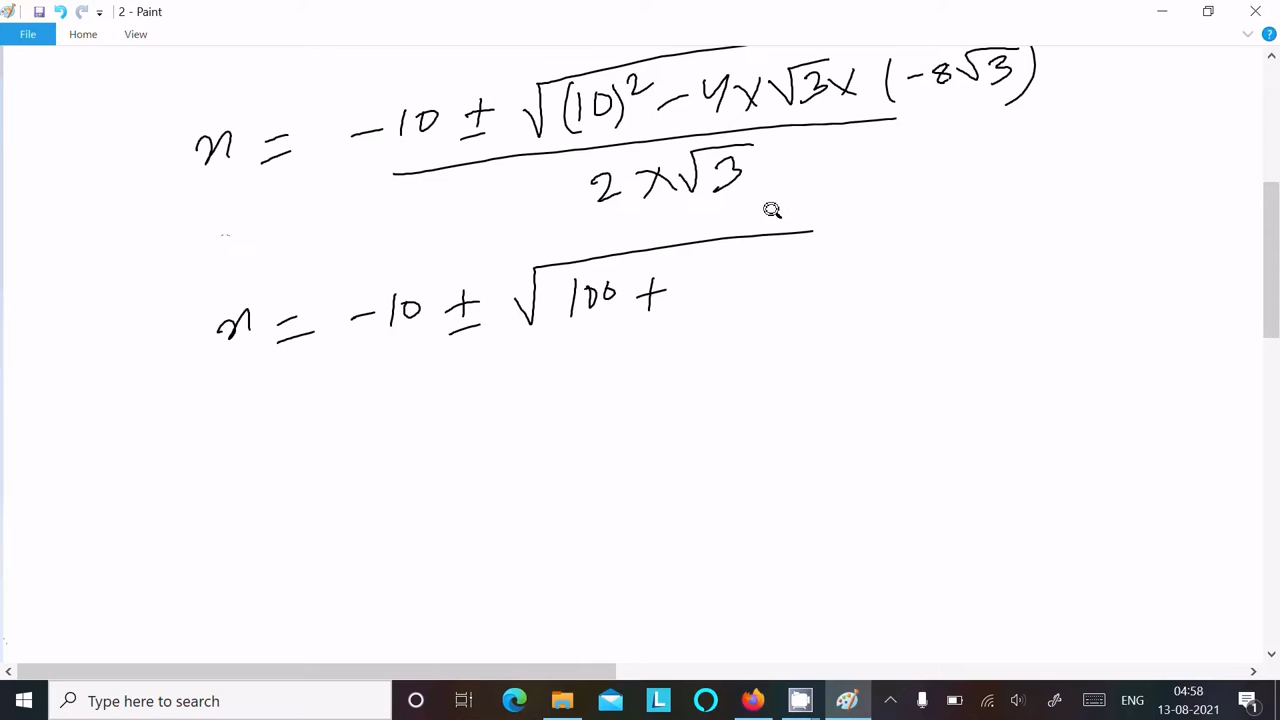 2 - Paint
File Home View
x = -10 ± √(10)² - 4×√3× (-8√3)
2×√3
x = -10 ± √100 +
Type here to search
ENG
04:58
13-08-2021
1